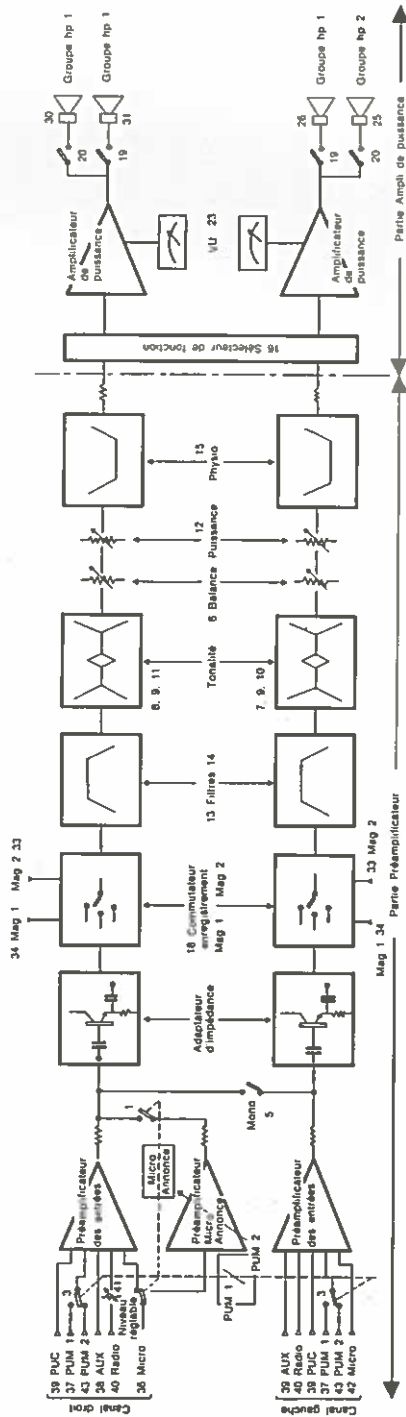 Canal droit
39 PUC
37 PUM 1
43 PUM 2
38 AUX
40 Radio
41
Niveau
réglable
36 Micro
3
Préamplificateur
des entrées
1
Micro
Annonce
Préamplificateur
Micro
Annonce
PUM 1
PUM 2
Mono
5
Canal gauche
39 AUX
40 Radio
39 PUC
37 PUM 1
43 PUM 2
42 Micro
3
Préamplificateur
des entrées
Adaptateur
d'impédance
34 Mag 1
Mag 2 33
18 Commutateur
enregistrement
Mag 1
Mag 2
Mag 1 34
33 Mag 2
13 Filtres 14
8. 9. 11
Tonalité
7. 9. 10
6 Balance
12
Puissance
15
Physio
16 Sélecteur de fonction
Amplificateur
de
puissance
VU 23
Amplificateur
de
puissance
20
19
30
31
Groupe hp 1
Groupe hp 1
19
20
26
25
Groupe hp 1
Groupe hp 2
Partie Préamplificateur
Partie Ampli de puissance